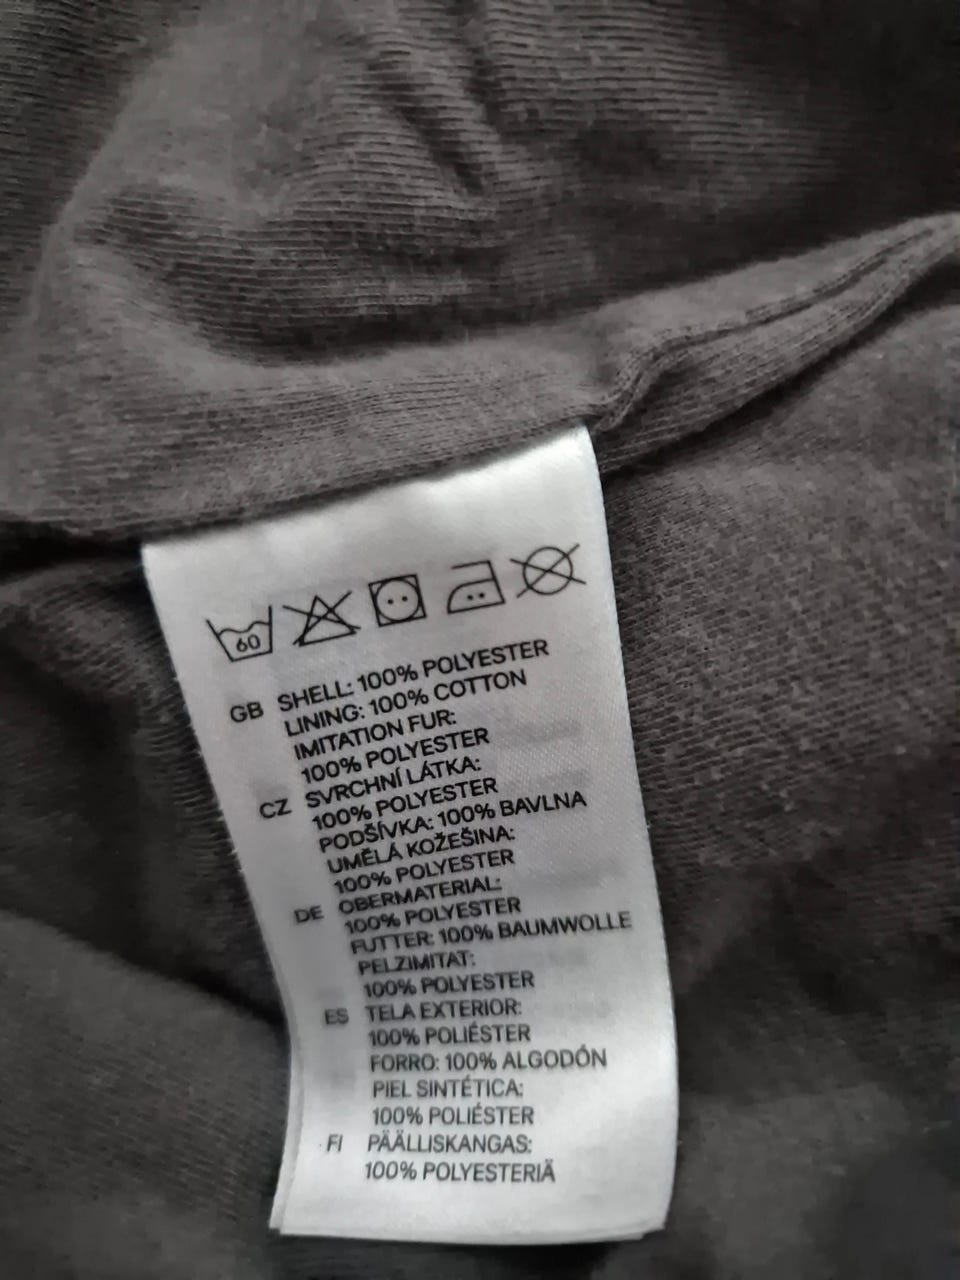 60
GB SHELL: 100% POLYESTER
LINING: 100% COTTON
IMITATION FUR:
100% POLYESTER
CZ SVRCHNÍ LÁTKA:
100% POLYESTER
PODŠÍVKA: 100% BAVLNA
UMĚLÁ KOŽEŠINA:
100% POLYESTER
DE OBERMATERIAL:
100% POLYESTER
FUTTER: 100% BAUMWOLLE
PELZIMITAT:
100% POLYESTER
ES TELA EXTERIOR:
100% POLIÉSTER
FORRO: 100% ALGODÓN
PIEL SINTÉTICA:
100% POLIÉSTER
FI PÄÄLLISKANGAS:
100% POLYESTERIÄ